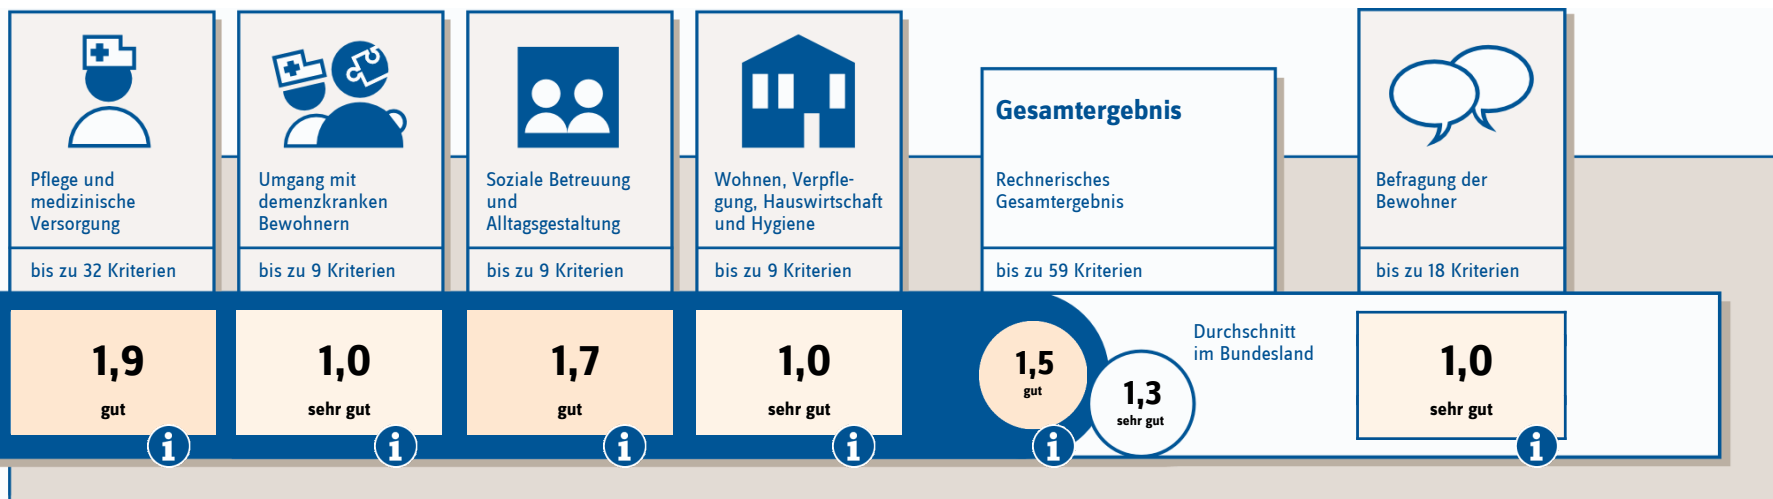 Pflege und
medizinische
Versorgung
bis zu 32 Kriterien
1,9
gut
Umgang mit
demenzkranken
Bewohnern
bis zu 9 Kriterien
1,0
sehr gut
Soziale Betreuung
und
Alltagsgestaltung
bis zu 9 Kriterien
1,7
gut
Wohnen, Verpfle-
gung, Hauswirtschaft
und Hygiene
bis zu 9 Kriterien
1,0
sehr gut
Gesamtergebnis
Rechnerisches
Gesamtergebnis
bis zu 59 Kriterien
1,5
gut
1,3
sehr gut
Durchschnitt
im Bundesland
Befragung der
Bewohner
bis zu 18 Kriterien
1,0
sehr gut